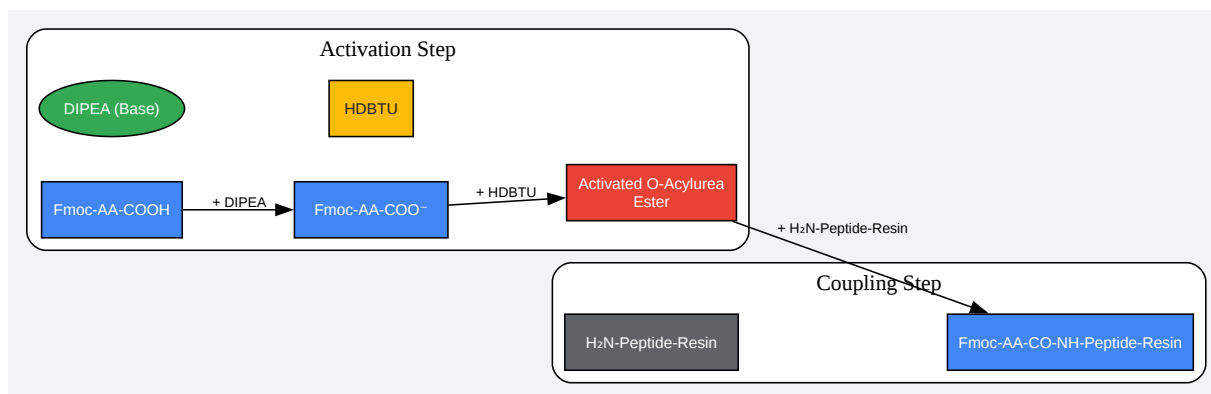 Activation Step
DIPEA (Base)
HDBTU
Fmoc-AA-COOH
+ DIPEA
Fmoc-AA-COO⁻
+ HDBTU
Activated O-Acylurea
Ester
+ H₂N-Peptide-Resin
Coupling Step
H₂N-Peptide-Resin
Fmoc-AA-CO-NH-Peptide-Resin